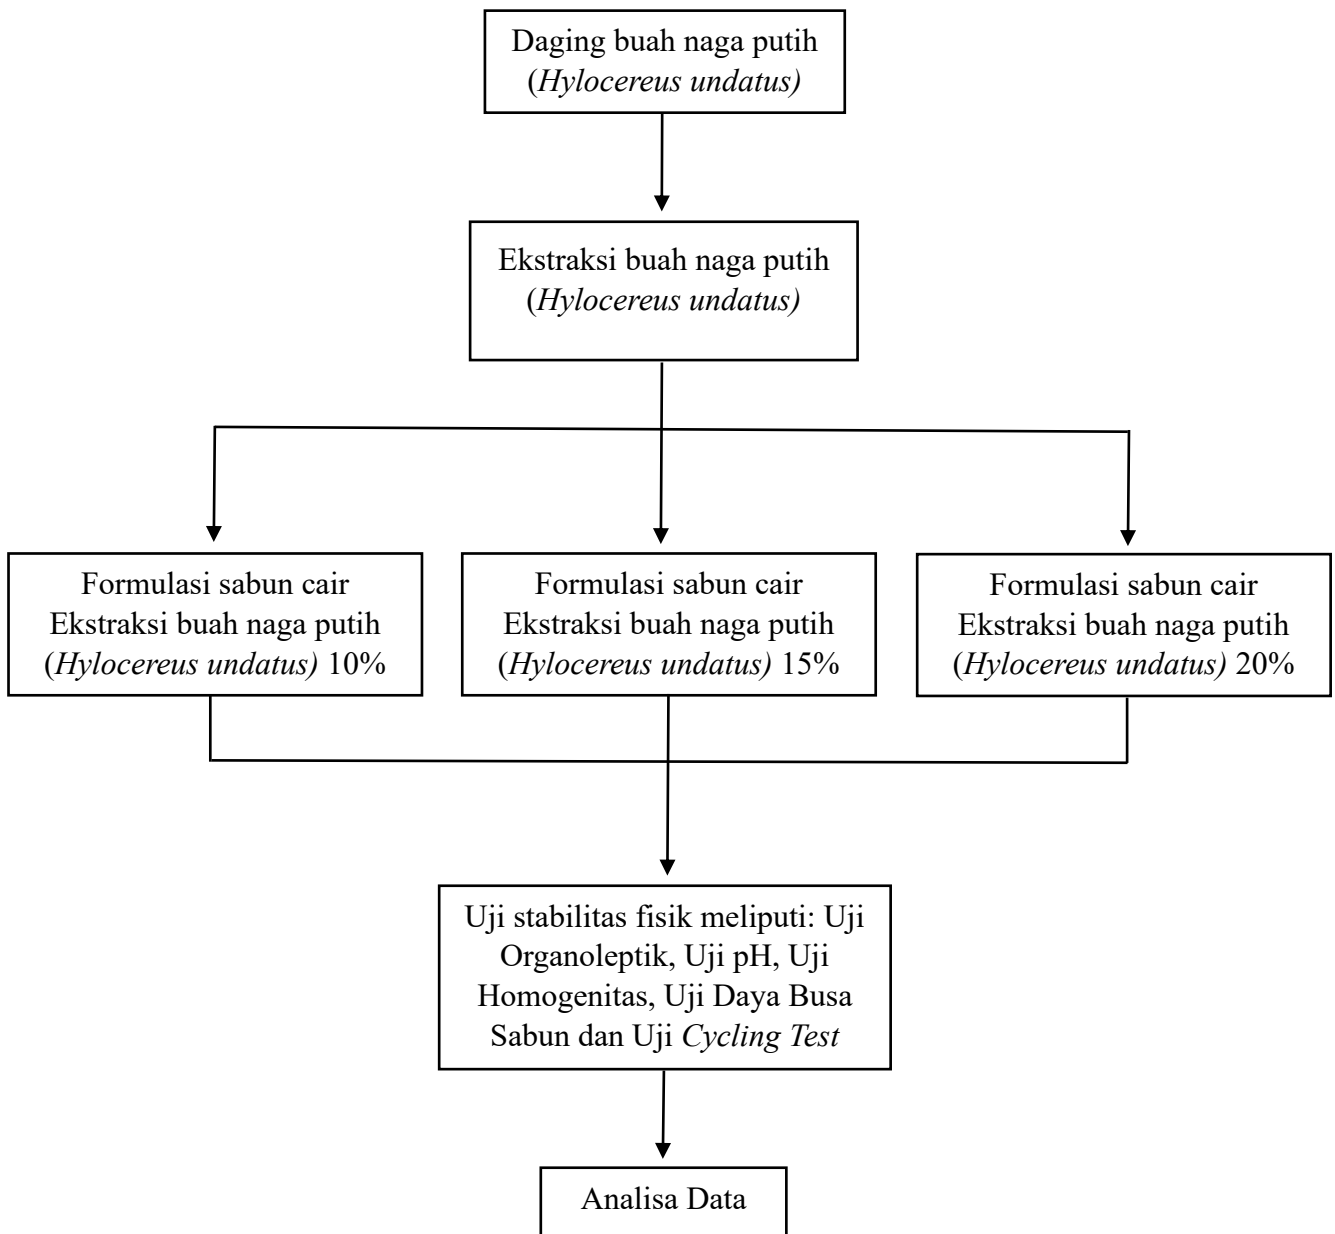 Daging buah naga putih
(Hylocereus undatus)
Ekstraksi buah naga putih
(Hylocereus undatus)
Formulasi sabun cair
Ekstraksi buah naga putih
(Hylocereus undatus) 10%
Formulasi sabun cair
Ekstraksi buah naga putih
(Hylocereus undatus) 15%
Formulasi sabun cair
Ekstraksi buah naga putih
(Hylocereus undatus) 20%
Uji stabilitas fisik meliputi: Uji
Organoleptik, Uji pH, Uji
Homogenitas, Uji Daya Busa
Sabun dan Uji Cycling Test
Analisa Data